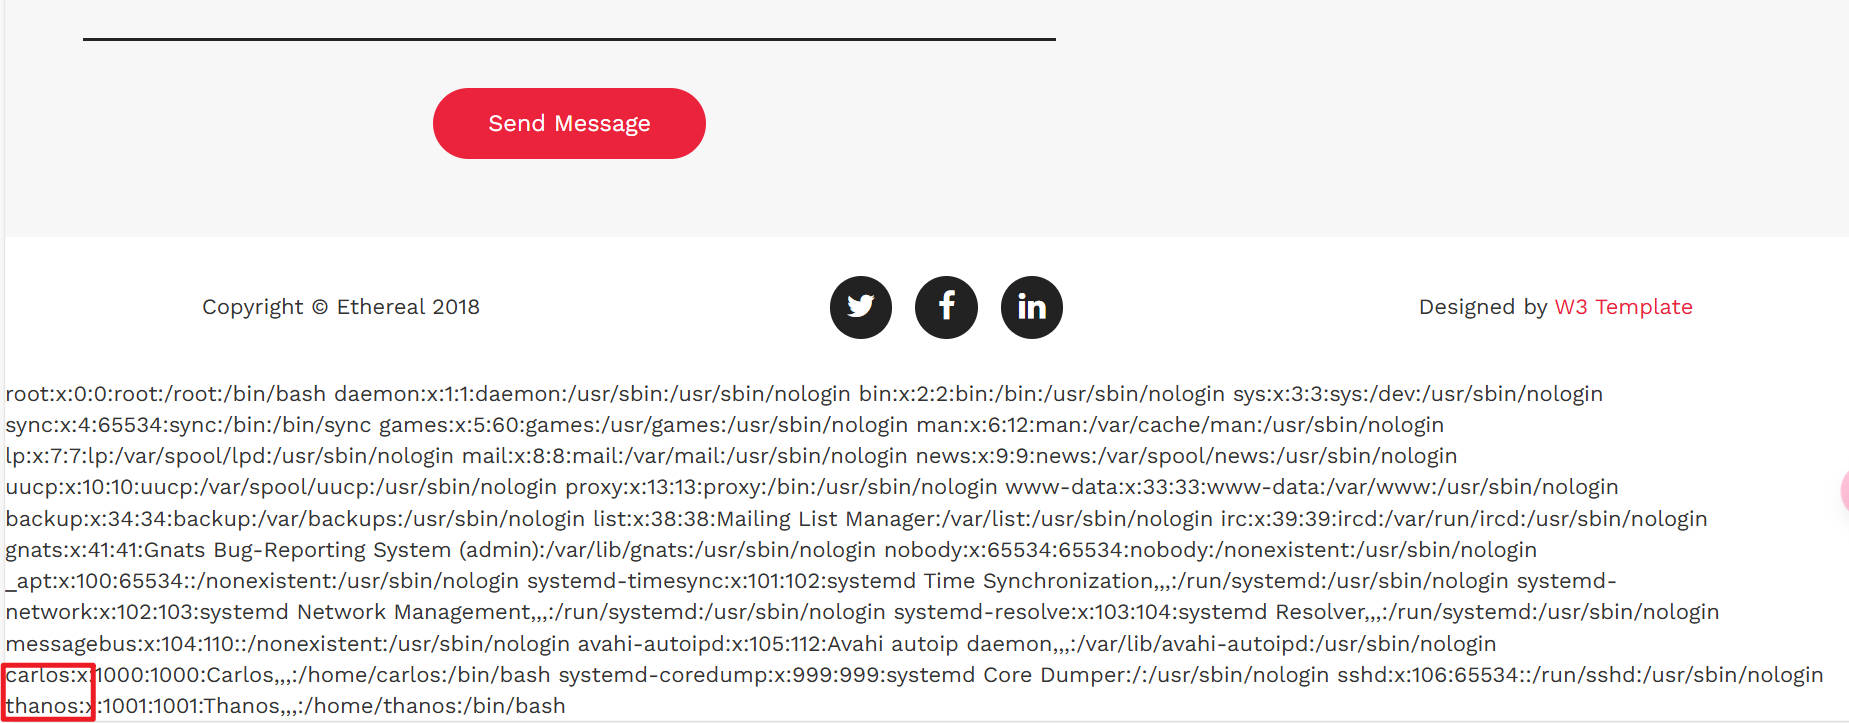 Send Message
Copyright © Ethereal 2018
Designed by W3 Template
root:x:0:0:root:/root:/bin/bash daemon:x:1:1:daemon:/usr/sbin:/usr/sbin/nologin bin:x:2:2:bin:/bin:/usr/sbin/nologin sys:x:3:3:sys:/dev:/usr/sbin/nologin
sync:x:4:65534:sync:/bin:/bin/sync games:x:5:60:games:/usr/games:/usr/sbin/nologin man:x:6:12:man:/var/cache/man:/usr/sbin/nologin
lp:x:7:7:lp:/var/spool/lpd:/usr/sbin/nologin mail:x:8:8:mail:/var/mail:/usr/sbin/nologin news:x:9:9:news:/var/spool/news:/usr/sbin/nologin
uucp:x:10:10:uucp:/var/spool/uucp:/usr/sbin/nologin proxy:x:13:13:proxy:/bin:/usr/sbin/nologin www-data:x:33:33:www-data:/var/www:/usr/sbin/nologin
backup:x:34:34:backup:/var/backups:/usr/sbin/nologin list:x:38:38:Mailing List Manager:/var/list:/usr/sbin/nologin irc:x:39:39:ircd:/var/run/ircd:/usr/sbin/nologin
gnats:x:41:41:Gnats Bug-Reporting System (admin):/var/lib/gnats:/usr/sbin/nologin nobody:x:65534:65534:nobody:/nonexistent:/usr/sbin/nologin
_apt:x:100:65534::/nonexistent:/usr/sbin/nologin systemd-timesync:x:101:102:systemd Time Synchronization,,,:/run/systemd:/usr/sbin/nologin systemd-
network:x:102:103:systemd Network Management,,,:/run/systemd:/usr/sbin/nologin systemd-resolve:x:103:104:systemd Resolver,,,:/run/systemd:/usr/sbin/nologin
messagebus:x:104:110::/nonexistent:/usr/sbin/nologin avahi-autoipd:x:105:112:Avahi autoip daemon,,,:/var/lib/avahi-autoipd:/usr/sbin/nologin
carlos:x:1000:1000:Carlos,,,:/home/carlos:/bin/bash systemd-coredump:x:999:999:systemd Core Dumper:/:/usr/sbin/nologin sshd:x:106:65534::/run/sshd:/usr/sbin/nologin
thanos:x:1001:1001:Thanos,,,:/home/thanos:/bin/bash